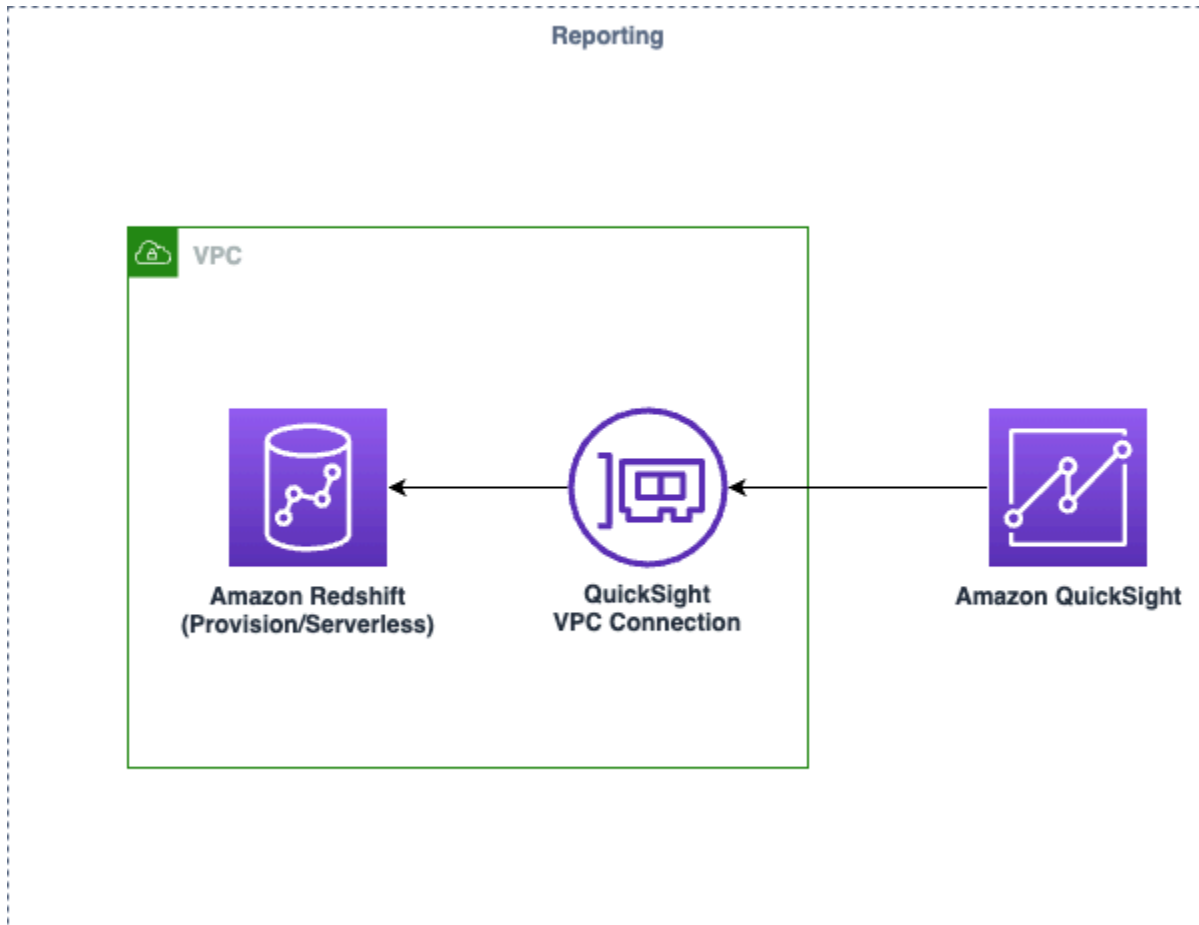 Reporting
VPC
Amazon Redshift
(Provision/Serverless)
QuickSight
VPC Connection
Amazon QuickSight